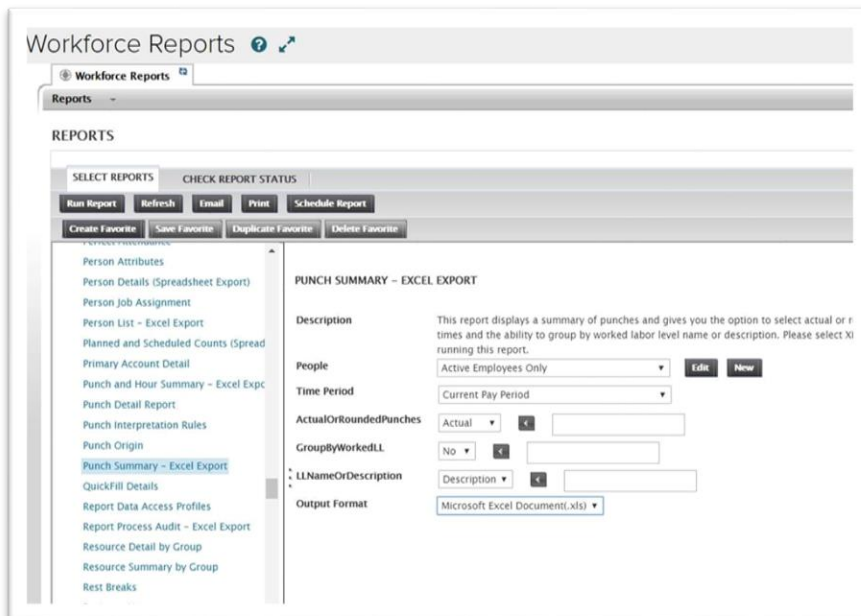 Workforce Reports
Workforce Reports
Reports
REPORTS
SELECT REPORTS CHECK REPORT STATUS
Run Report Refresh Email Print Schedule Report
Create Favorite Save Favorite Duplicate Favorite Delete Favorite
Person Attributes
Person Details (Spreadsheet Export)
Person Job Assignment
Person List - Excel Export
Planned and Scheduled Counts (Spread
Primary Account Detail
Punch and Hour Summary - Excel Expo
Punch Detail Report
Punch Interpretation Rules
Punch Origin
Punch Summary - Excel Export
QuickFill Details
Report Data Access Profiles
Report Process Audit - Excel Export
Resource Detail by Group
Resource Summary by Group
Rest Breaks
PUNCH SUMMARY - EXCEL EXPORT
Description This report displays a summary of punches and gives you the option to select actual or r
times and the ability to group by worked labor level name or description. Please select Xl
running this report.
People Active Employees Only Edit New
Time Period Current Pay Period
ActualOrRoundedPunches Actual
GroupByWorkedLL No
LLNameOrDescription Description
Output Format Microsoft Excel Document(.xls)